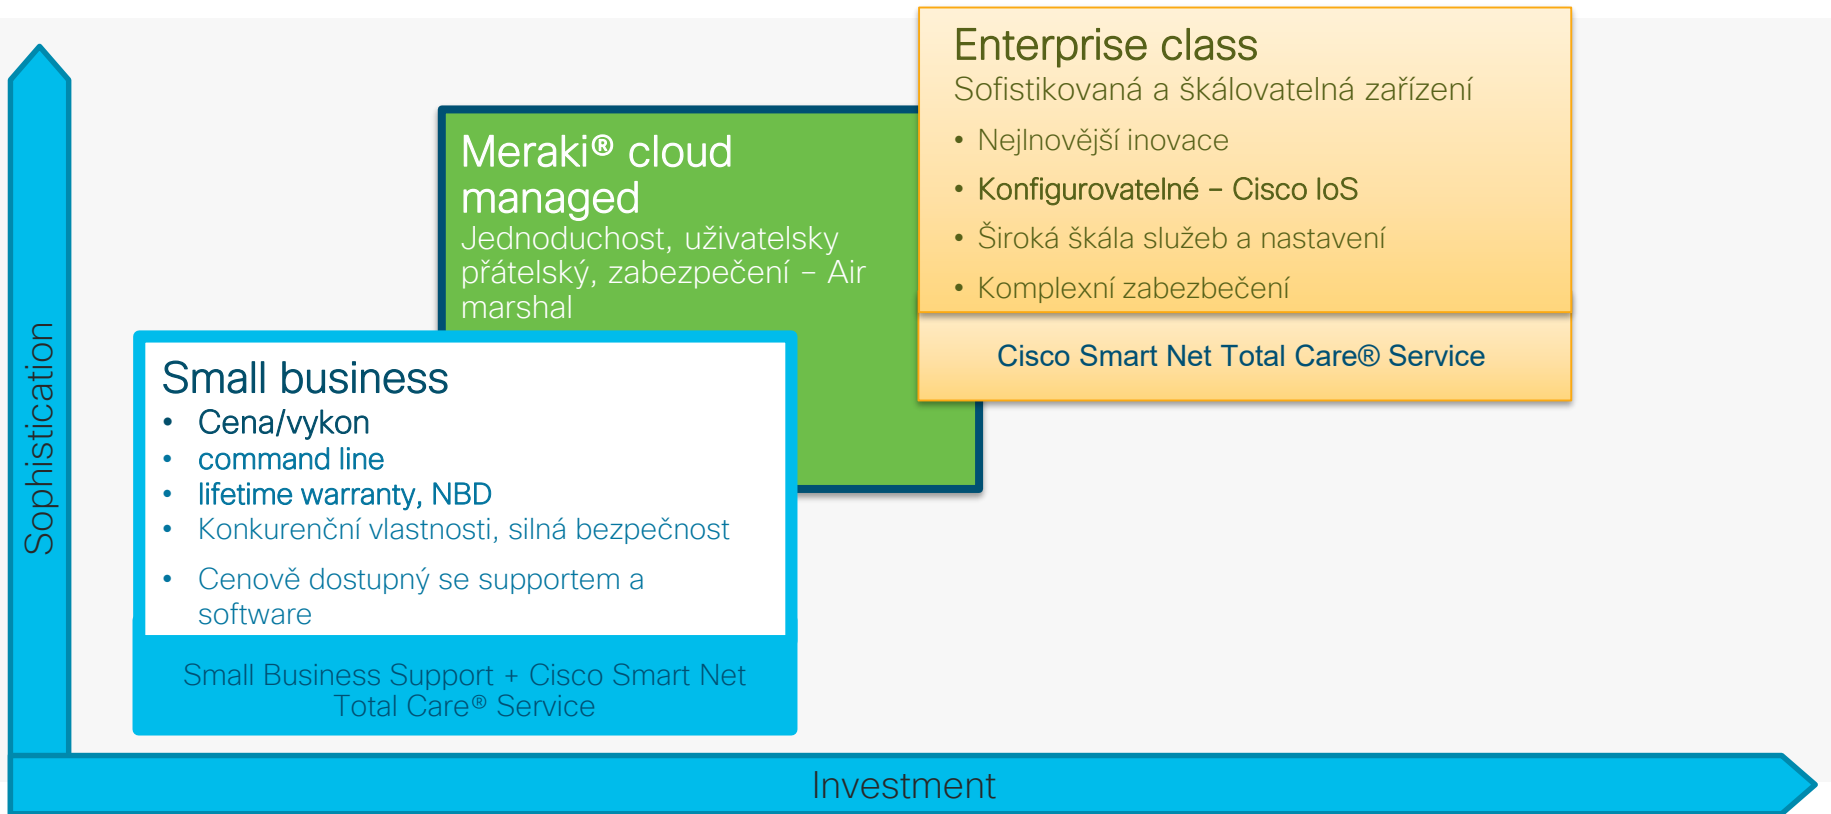 Enterprise class
Sofistikovaná a škálovatelná zařízení
• Nejlnovější inovace
• Konfigurovatelné – Cisco IoS
• Široká škála služeb a nastavení
• Komplexní zabezbečení
Cisco Smart Net Total Care® Service
Meraki® cloud
managed
Jednoduchost, uživatelsky
přátelský, zabezpečení – Air
marshal
Small business
• Cena/vykon
• command line
• lifetime warranty, NBD
• Konkurenční vlastnosti, silná bezpečnost
• Cenově dostupný se supportem a
software
Small Business Support + Cisco Smart Net
Total Care® Service
Sophistication
Investment